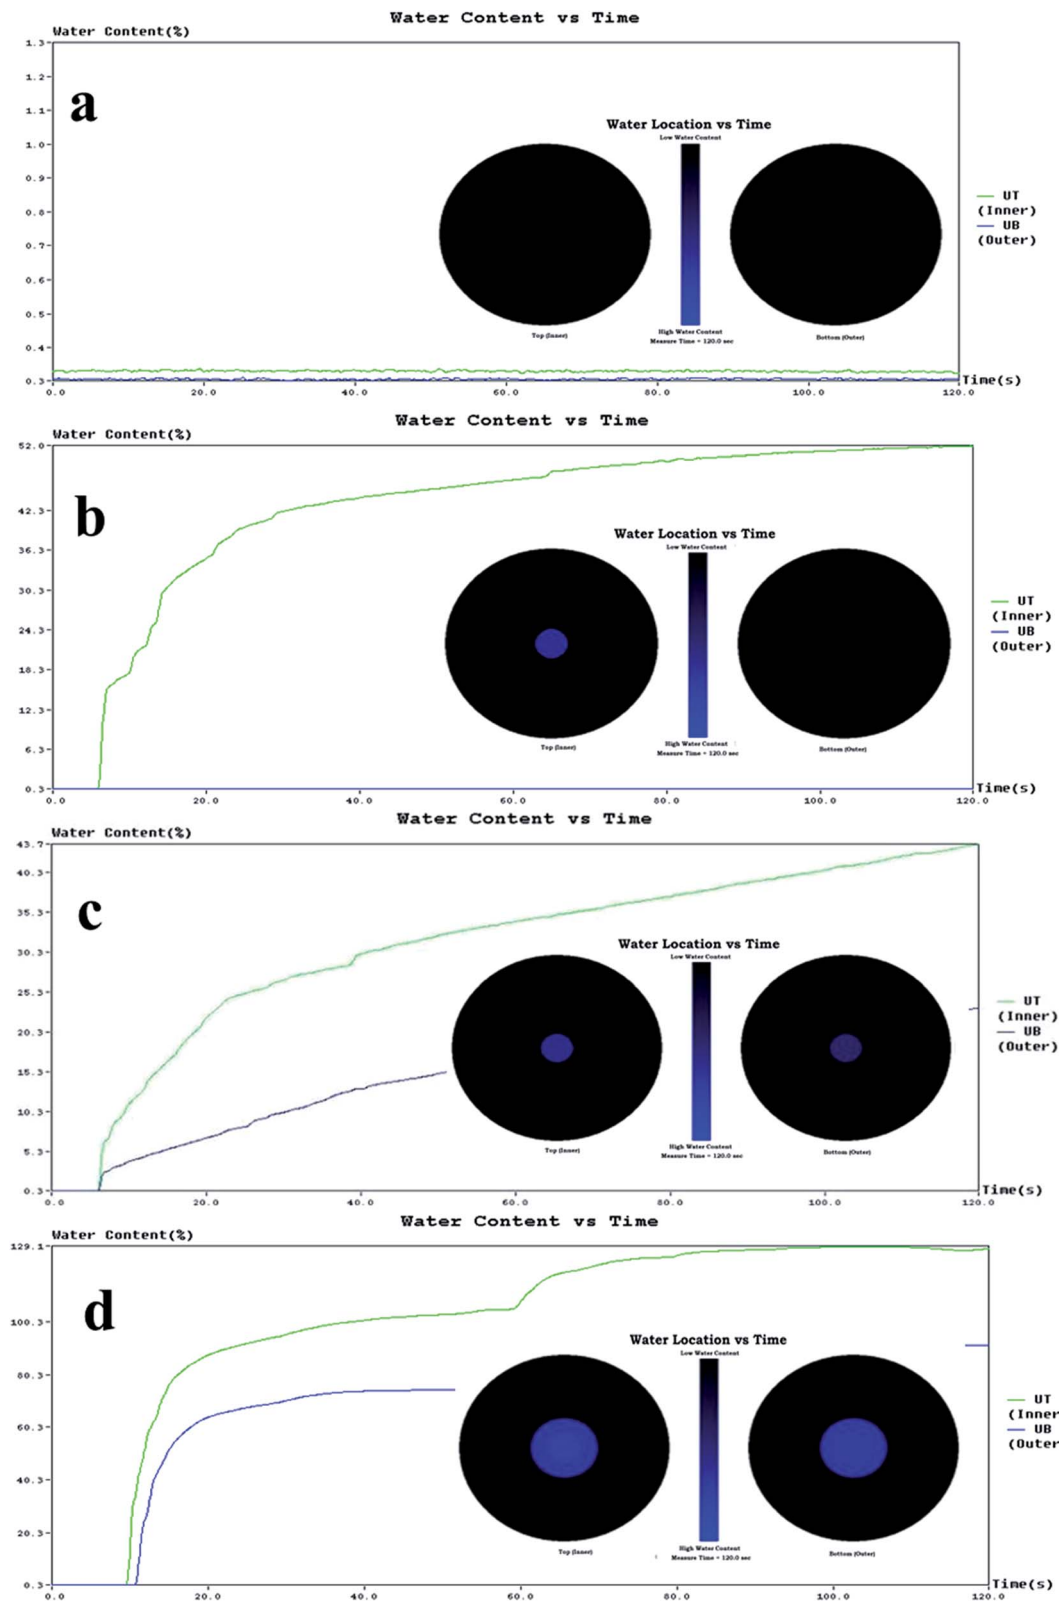 Water Content vs Time
Water Content(%)
1.3
a
1.2
1.1
Water Location vs Time
Low Water Content
1.0
0.9
0.8
UT
(Inner)
UB
(Outer)
0.7
0.6
0.5
High Water Content
Top (Inner)
Bottom (Outer)
Measure Time = 120.0 sec
0.4
0.3
Time(s)
0.0 20.0 40.0 60.0 80.0 100.0 120.0
Water Content vs Time
Water Content(%)
52.0
b
42.3
Water Location vs Time
Low Water Content
36.3
30.3
UT
(Inner)
UB
(Outer)
24.3
18.3
12.3
High Water Content
Top (Inner)
Bottom (Outer)
Measure Time = 120.0 sec
6.3
0.3
Time(s)
0.0 20.0 40.0 60.0 80.0 100.0 120.0
Water Content vs Time
Water Content(%)
43.7
40.3
c
35.3
Water Location vs Time
Low Water Content
30.3
25.3
UT
(Inner)
UB
(Outer)
20.3
15.3
10.3
High Water Content
Top (Inner)
Bottom (Outer)
Measure Time = 120.0 sec
5.3
0.3
Time(s)
0.0 20.0 40.0 60.0 80.0 100.0 120.0
Water Content vs Time
Water Content(%)
129.1
d
100.3
Water Location vs Time
Low Water Content
80.3
UT
(Inner
UB
(Outer
60.3
40.3
20.3
High Water Content
Top (Inner)
Bottom (Outer)
Measure Time = 120.0 sec
0.3
Time(s)
0.0 20.0 40.0 60.0 80.0 100.0 120.0